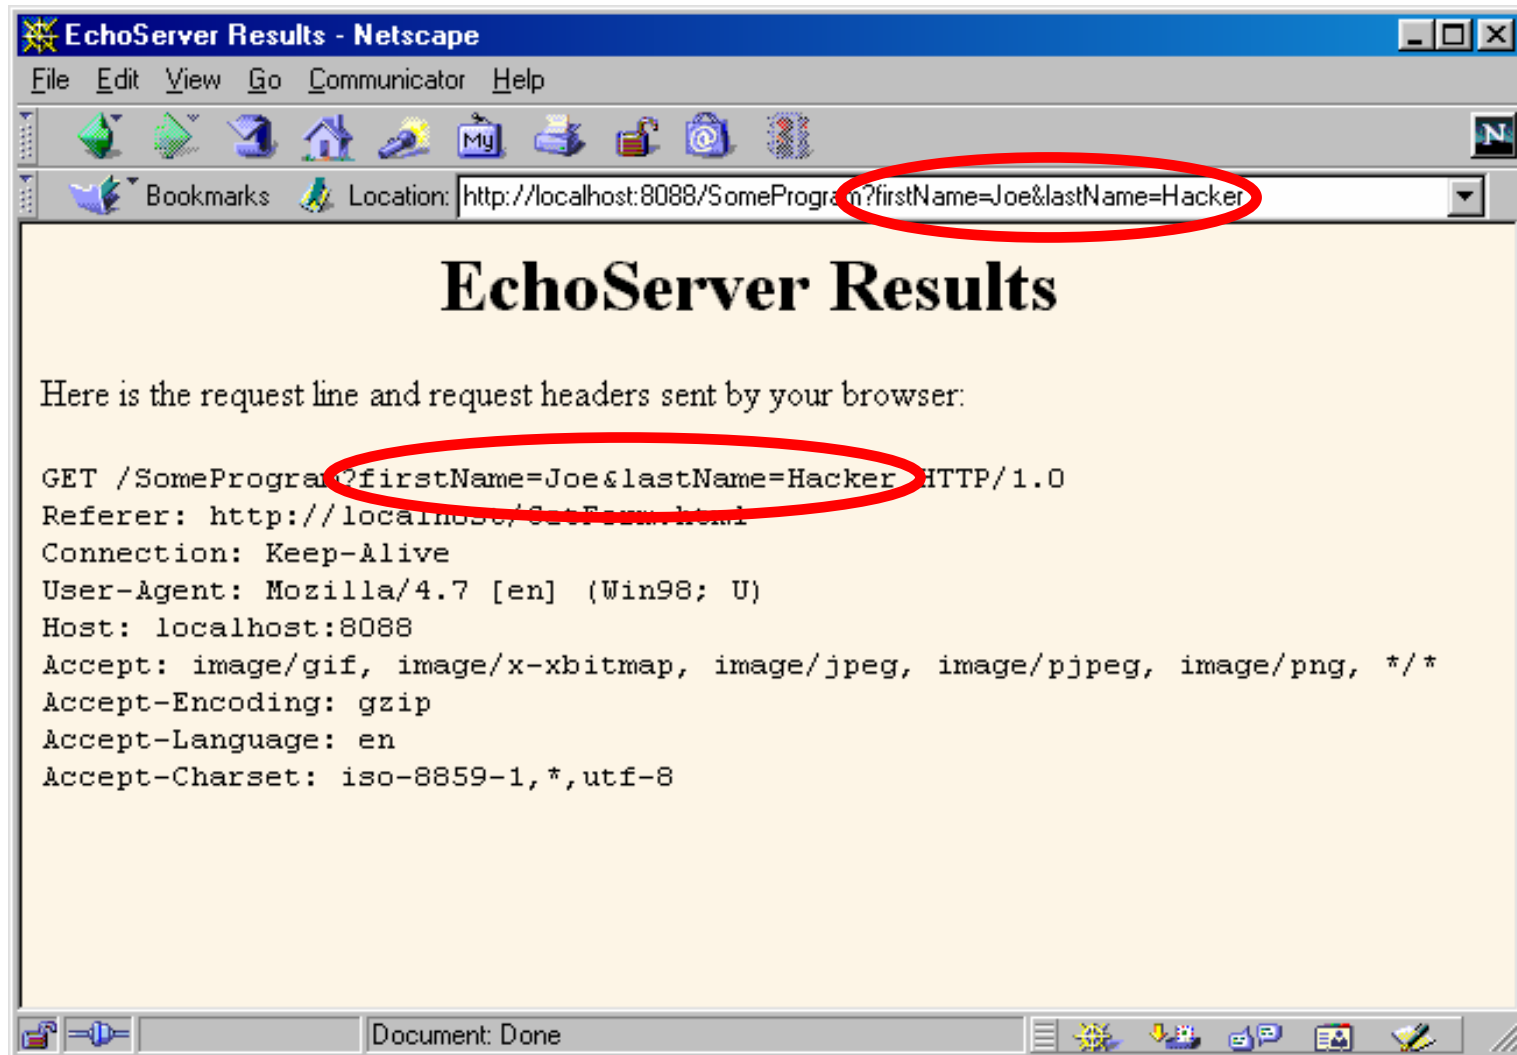 EchoServer Results - Netscape
File Edit View Go Communicator Help
My
N
Bookmarks Location: http://localhost:8088/SomeProgram?firstName=Joe&lastName=Hacker
EchoServer Results
Here is the request line and request headers sent by your browser:
GET /SomeProgram?firstName=Joe&lastName=Hacker HTTP/1.0
Referer: http://localhost/GetForm.html
Connection: Keep-Alive
User-Agent: Mozilla/4.7 [en] (Win98; U)
Host: localhost:8088
Accept: image/gif, image/x-xbitmap, image/jpeg, image/pjpeg, image/png, */*
Accept-Encoding: gzip
Accept-Language: en
Accept-Charset: iso-8859-1,*,utf-8
Document: Done